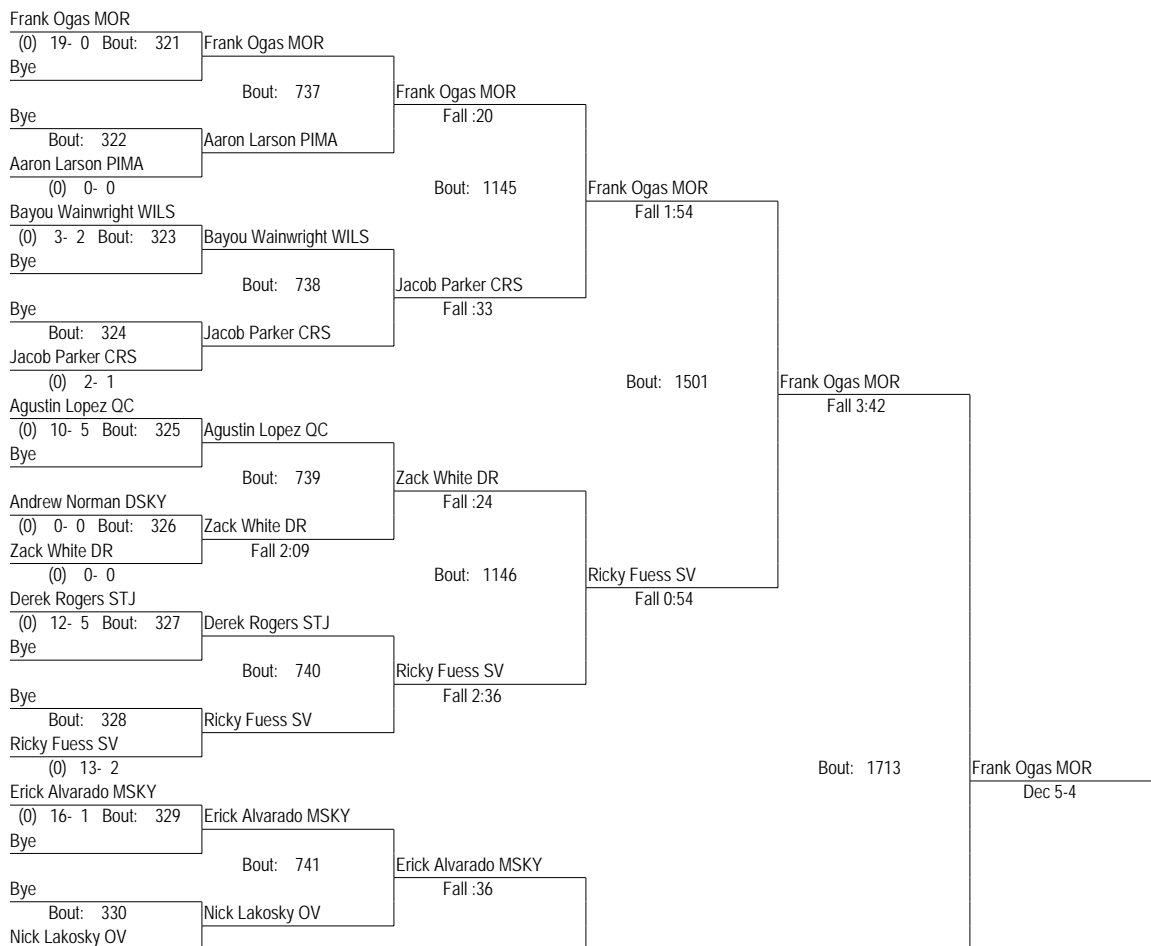 Frank Ogas MOR
(0) 19- 0 Bout: 321 Frank Ogas MOR
Bye
Bout: 737 Frank Ogas MOR
Bye Fall :20
Bout: 322 Aaron Larson PIMA
Aaron Larson PIMA
(0) 0- 0 Bout: 1145 Frank Ogas MOR
Bayou Wainwright WILS Fall 1:54
(0) 3- 2 Bout: 323 Bayou Wainwright WILS
Bye
Bout: 738 Jacob Parker CRS
Bye Fall :33
Bout: 324 Jacob Parker CRS
Jacob Parker CRS
(0) 2- 1 Bout: 1501 Frank Ogas MOR
Agustin Lopez QC Fall 3:42
(0) 10- 5 Bout: 325 Agustin Lopez QC
Bye
Bout: 739 Zack White DR
Andrew Norman DSKY Fall :24
(0) 0- 0 Bout: 326 Zack White DR
Zack White DR Fall 2:09
(0) 0- 0 Bout: 1146 Ricky Fuess SV
Derek Rogers STJ Fall 0:54
(0) 12- 5 Bout: 327 Derek Rogers STJ
Bye
Bout: 740 Ricky Fuess SV
Bye Fall 2:36
Bout: 328 Ricky Fuess SV
Ricky Fuess SV
(0) 13- 2 Bout: 1713 Frank Ogas MOR
Erick Alvarado MSKY Dec 5-4
(0) 16- 1 Bout: 329 Erick Alvarado MSKY
Bye
Bout: 741 Erick Alvarado MSKY
Bye Fall :36
Bout: 330 Nick Lakosky OV
Nick Lakosky OV